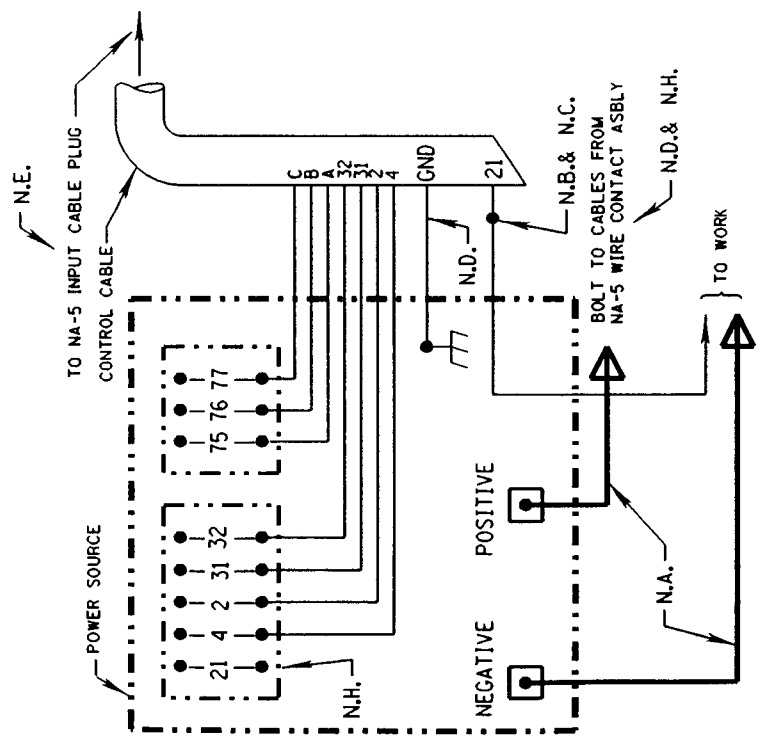 N.E.
TO NA-5 INPUT CABLE PLUG
CONTROL CABLE
POWER SOURCE
C
B
A
32
31
2
4
GND
21
77
76
75
32
31
2
4
21
N.H.
N.D.
N.B.& N.C.
BOLT TO CABLES FROM
NA-5 WIRE CONTACT ASBLY
N.D.& N.H.
TO WORK
POSITIVE
NEGATIVE
N.A.